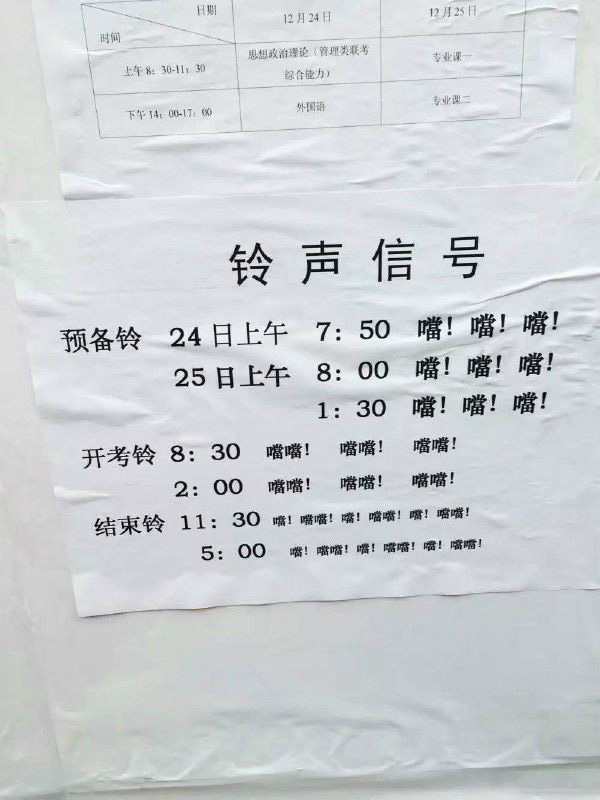 日期
12月24日
12月25日
时间
上午8：30-11：30
思想政治理论（管理类联考
综合能力）
专业课一
下午14：00-17：00
外国语
专业课二
铃声信号
预备铃 24日上午 7：50 噹！噹！噹！
25日上午 8：00 噹！噹！噹！
1：30 噹！噹！噹！
开考铃 8：30 噹噹！ 噹噹！ 噹噹！
2：00 噹噹！ 噹噹！ 噹噹！
结束铃 11：30 噹！噹噹！噹！噹噹！噹！噹噹！
5：00 噹！噹噹！噹！噹噹！噹！噹噹！